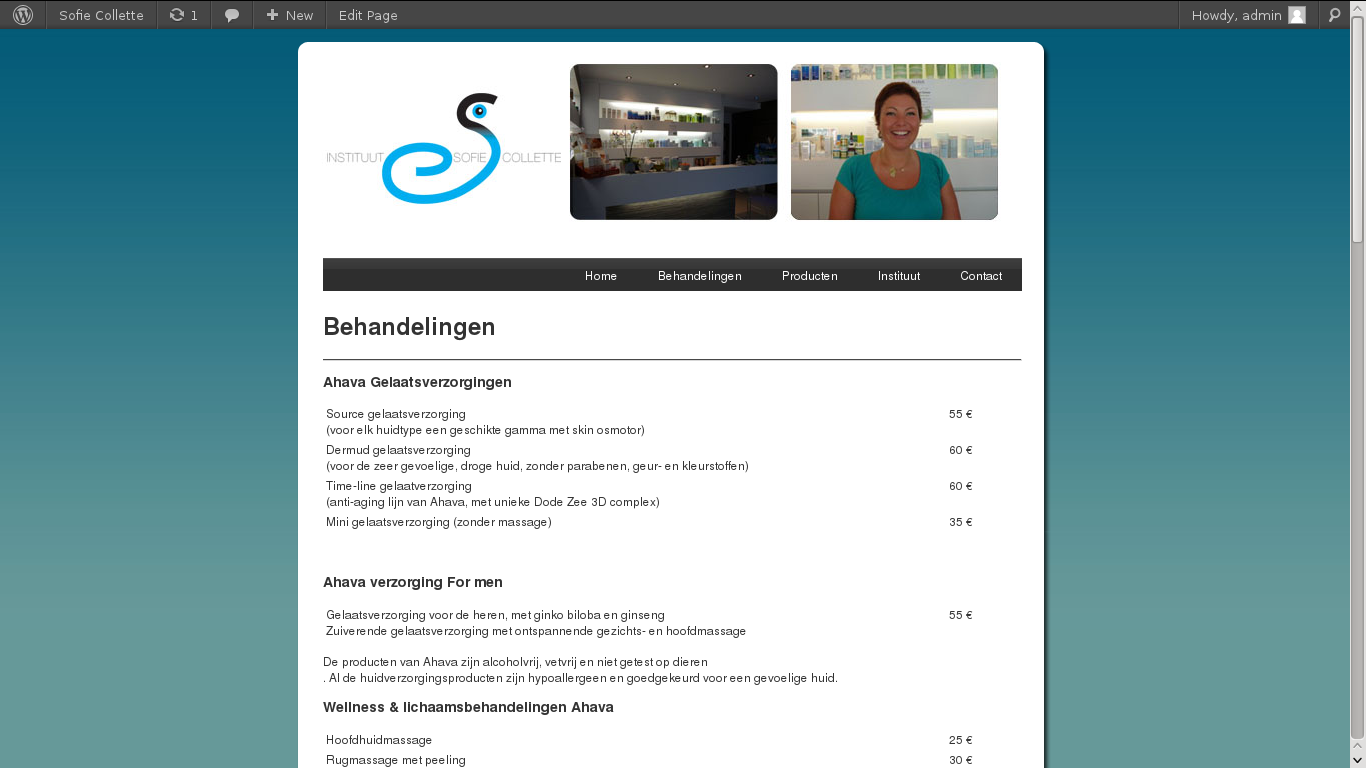 Sofie Collette 1 New Edit Page Howdy, admin
INSTITUUT SOFIE COLLETTE
Home Behandelingen Producten Instituut Contact
Behandelingen
Ahava Gelaatsverzorgingen
Source gelaatsverzorging 55 €
(voor elk huidtype een geschikte gamma met skin osmotor)
Dermud gelaatsverzorging 60 €
(voor de zeer gevoelige, droge huid, zonder parabenen, geur- en kleurstoffen)
Time-line gelaatverzorging 60 €
(anti-aging lijn van Ahava, met unieke Dode Zee 3D complex)
Mini gelaatsverzorging (zonder massage) 35 €
Ahava verzorging For men
Gelaatsverzorging voor de heren, met ginko biloba en ginseng 55 €
Zuiverende gelaatsverzorging met ontspannende gezichts- en hoofdmassage
De producten van Ahava zijn alcoholvrij, vetvrij en niet getest op dieren
. Al de huidverzorgingsproducten zijn hypoallergeen en goedgekeurd voor een gevoelige huid.
Wellness & lichaamsbehandelingen Ahava
Hoofdhuidmassage 25 €
Rugmassage met peeling 30 €